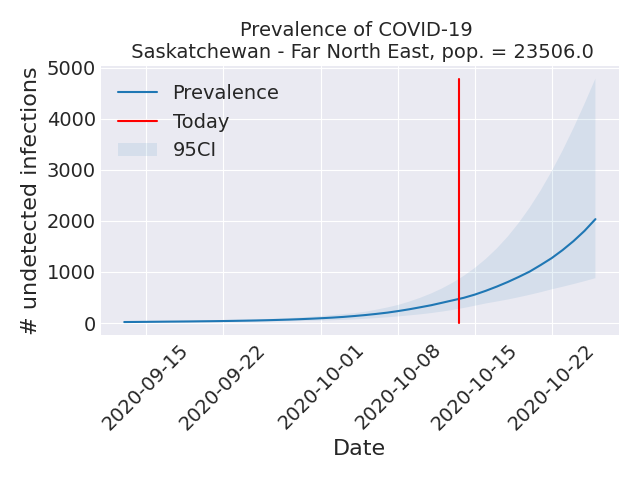 Prevalence of COVID-19
Saskatchewan - Far North East, pop. = 23506.0
# undetected infections
5000
4000
3000
2000
1000
0
Prevalence
Today
95CI
2020-09-15
2020-09-22
2020-10-01
2020-10-08
2020-10-15
2020-10-22
Date